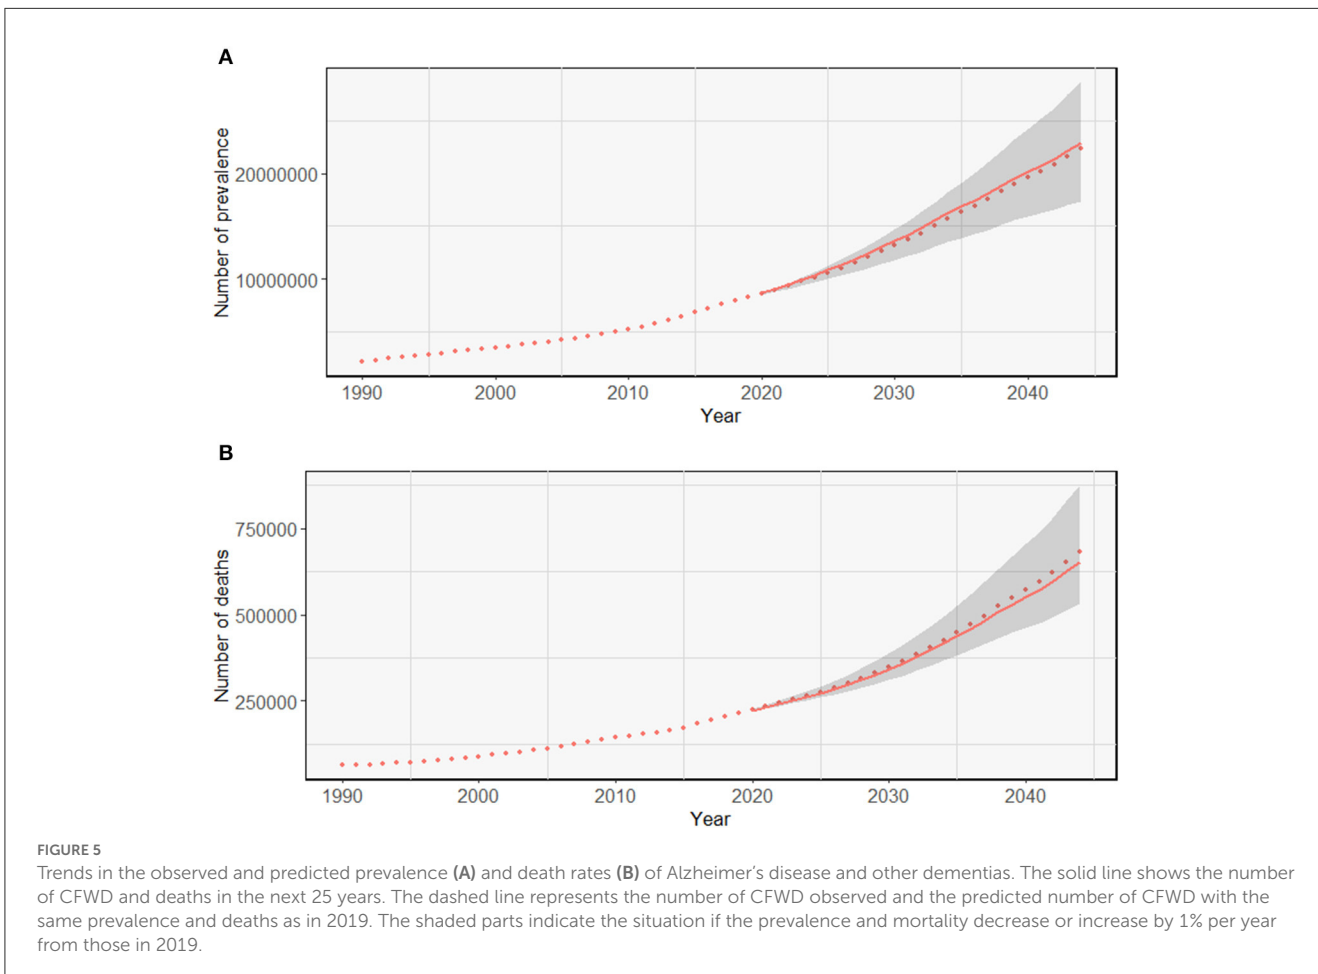 A
Number of prevalence
20000000
10000000
1990 2000 2010 2020 2030 2040
Year
B
Number of deaths
750000
500000
250000
1990 2000 2010 2020 2030 2040
Year
FIGURE 5
Trends in the observed and predicted prevalence (A) and death rates (B) of Alzheimer's disease and other dementias. The solid line shows the number
of CFWD and deaths in the next 25 years. The dashed line represents the number of CFWD observed and the predicted number of CFWD with the
same prevalence and deaths as in 2019. The shaded parts indicate the situation if the prevalence and mortality decrease or increase by 1% per year
from those in 2019.